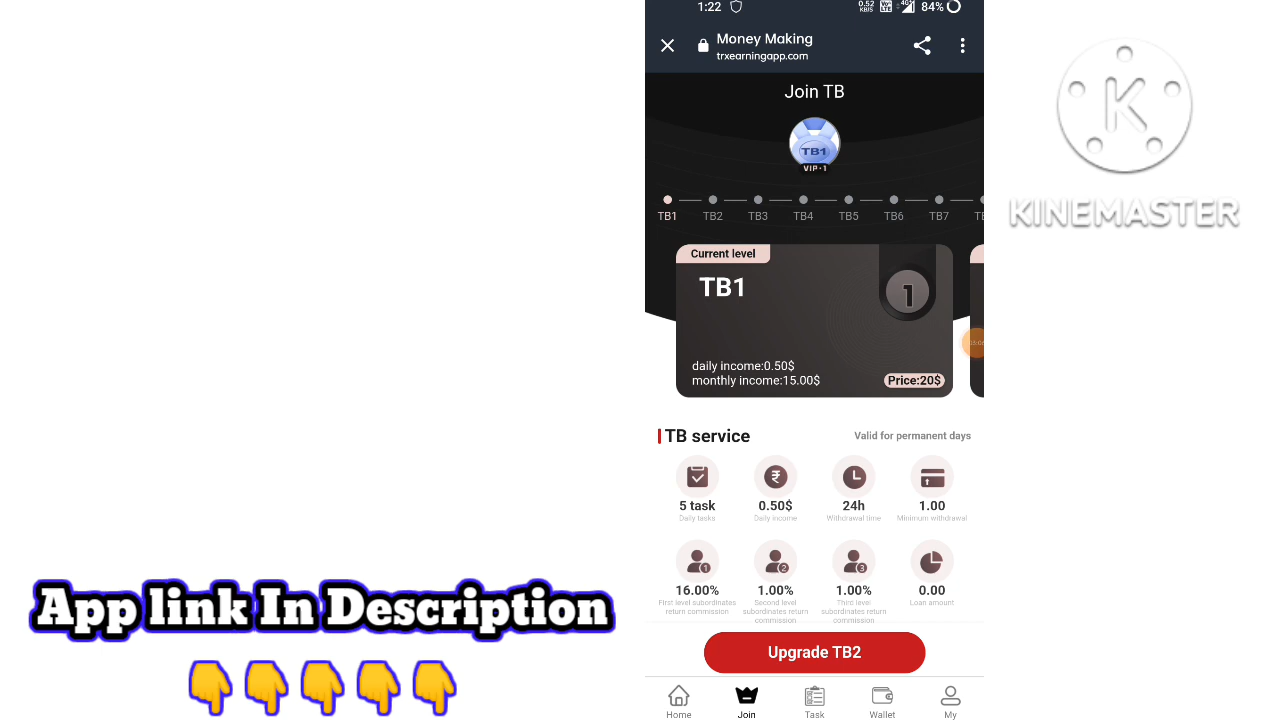 1:22
0.52
KB/S
84%
Money Making
trxearningapp.com
Join TB
TB1
VIP·1
TB1
TB2
TB3
TB4
TB5
TB6
TB7
Current level
TB1
1
daily income:0.50$
monthly income:15.00$
Price:20$
TB service
Valid for permanent days
5 task
0.50$
24h
1.00
Daily tasks
Daily income
Withdrawal time
Minimum withdrawal
16.00%
1.00%
1.00%
0.00
First level subordinates
return commission
Second level
subordinates return
commission
Third level
subordinates return
commission
Loan amount
Upgrade TB2
Home
Join
Task
Wallet
My
App link In Description
K
KINEMASTER